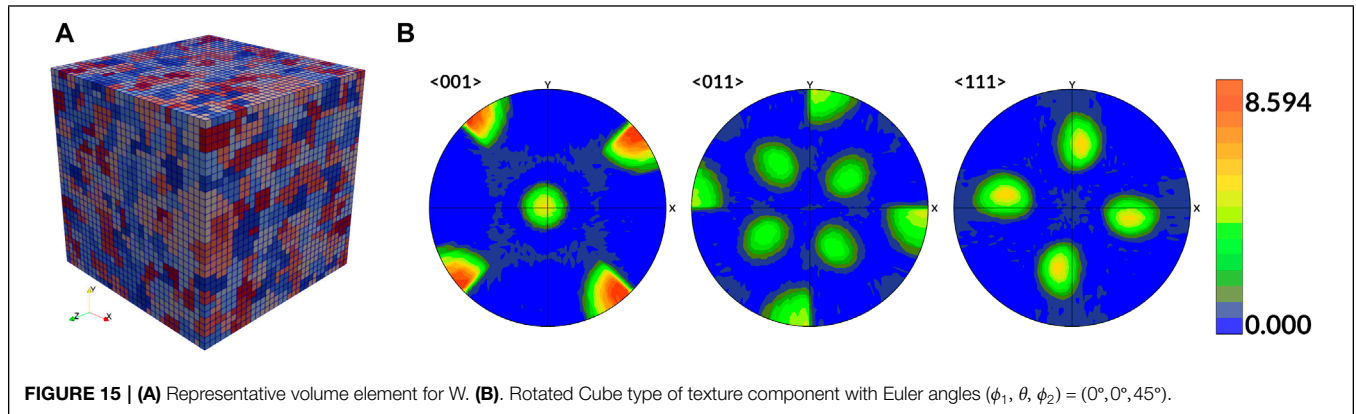 A
B
<001>
<011>
<111>
Y
Y
Y
X
X
X
8.594
0.000
Y
Z
X
FIGURE 15 | (A) Representative volume element for W. (B). Rotated Cube type of texture component with Euler angles (ϕ₁, θ, ϕ₂) = (0°,0°,45°).